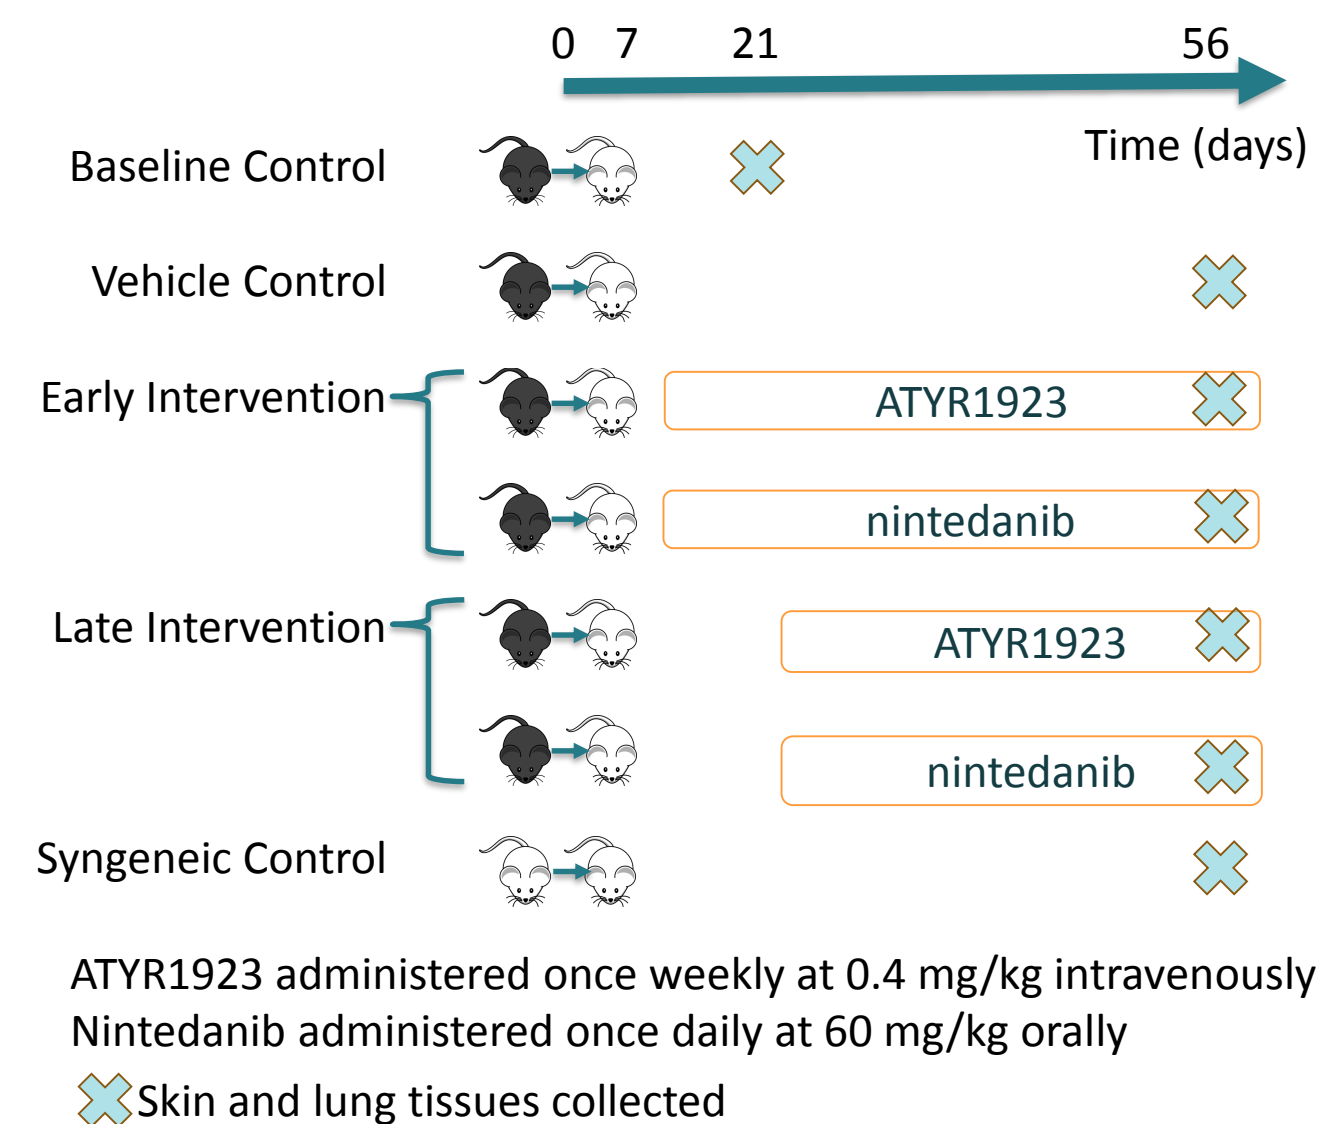 0 7 21 56
Time (days)
Baseline Control
Vehicle Control
Early Intervention
ATYR1923
nintedanib
Late Intervention
ATYR1923
nintedanib
Syngeneic Control
ATYR1923 administered once weekly at 0.4 mg/kg intravenously
Nintedanib administered once daily at 60 mg/kg orally
Skin and lung tissues collected